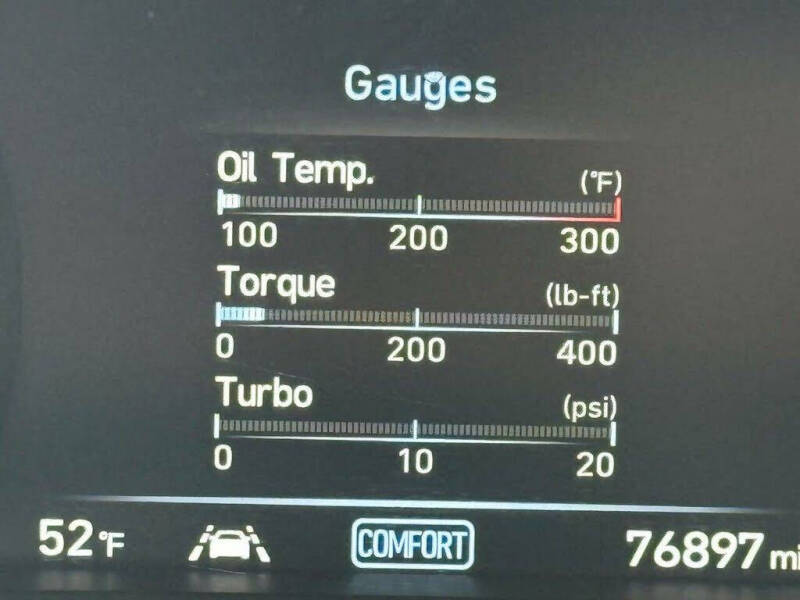 Gauges
Oil Temp. (°F)
100 200 300
Torque (lb-ft)
0 200 400
Turbo (psi)
0 10 20
52°F COMFORT 76897 mi